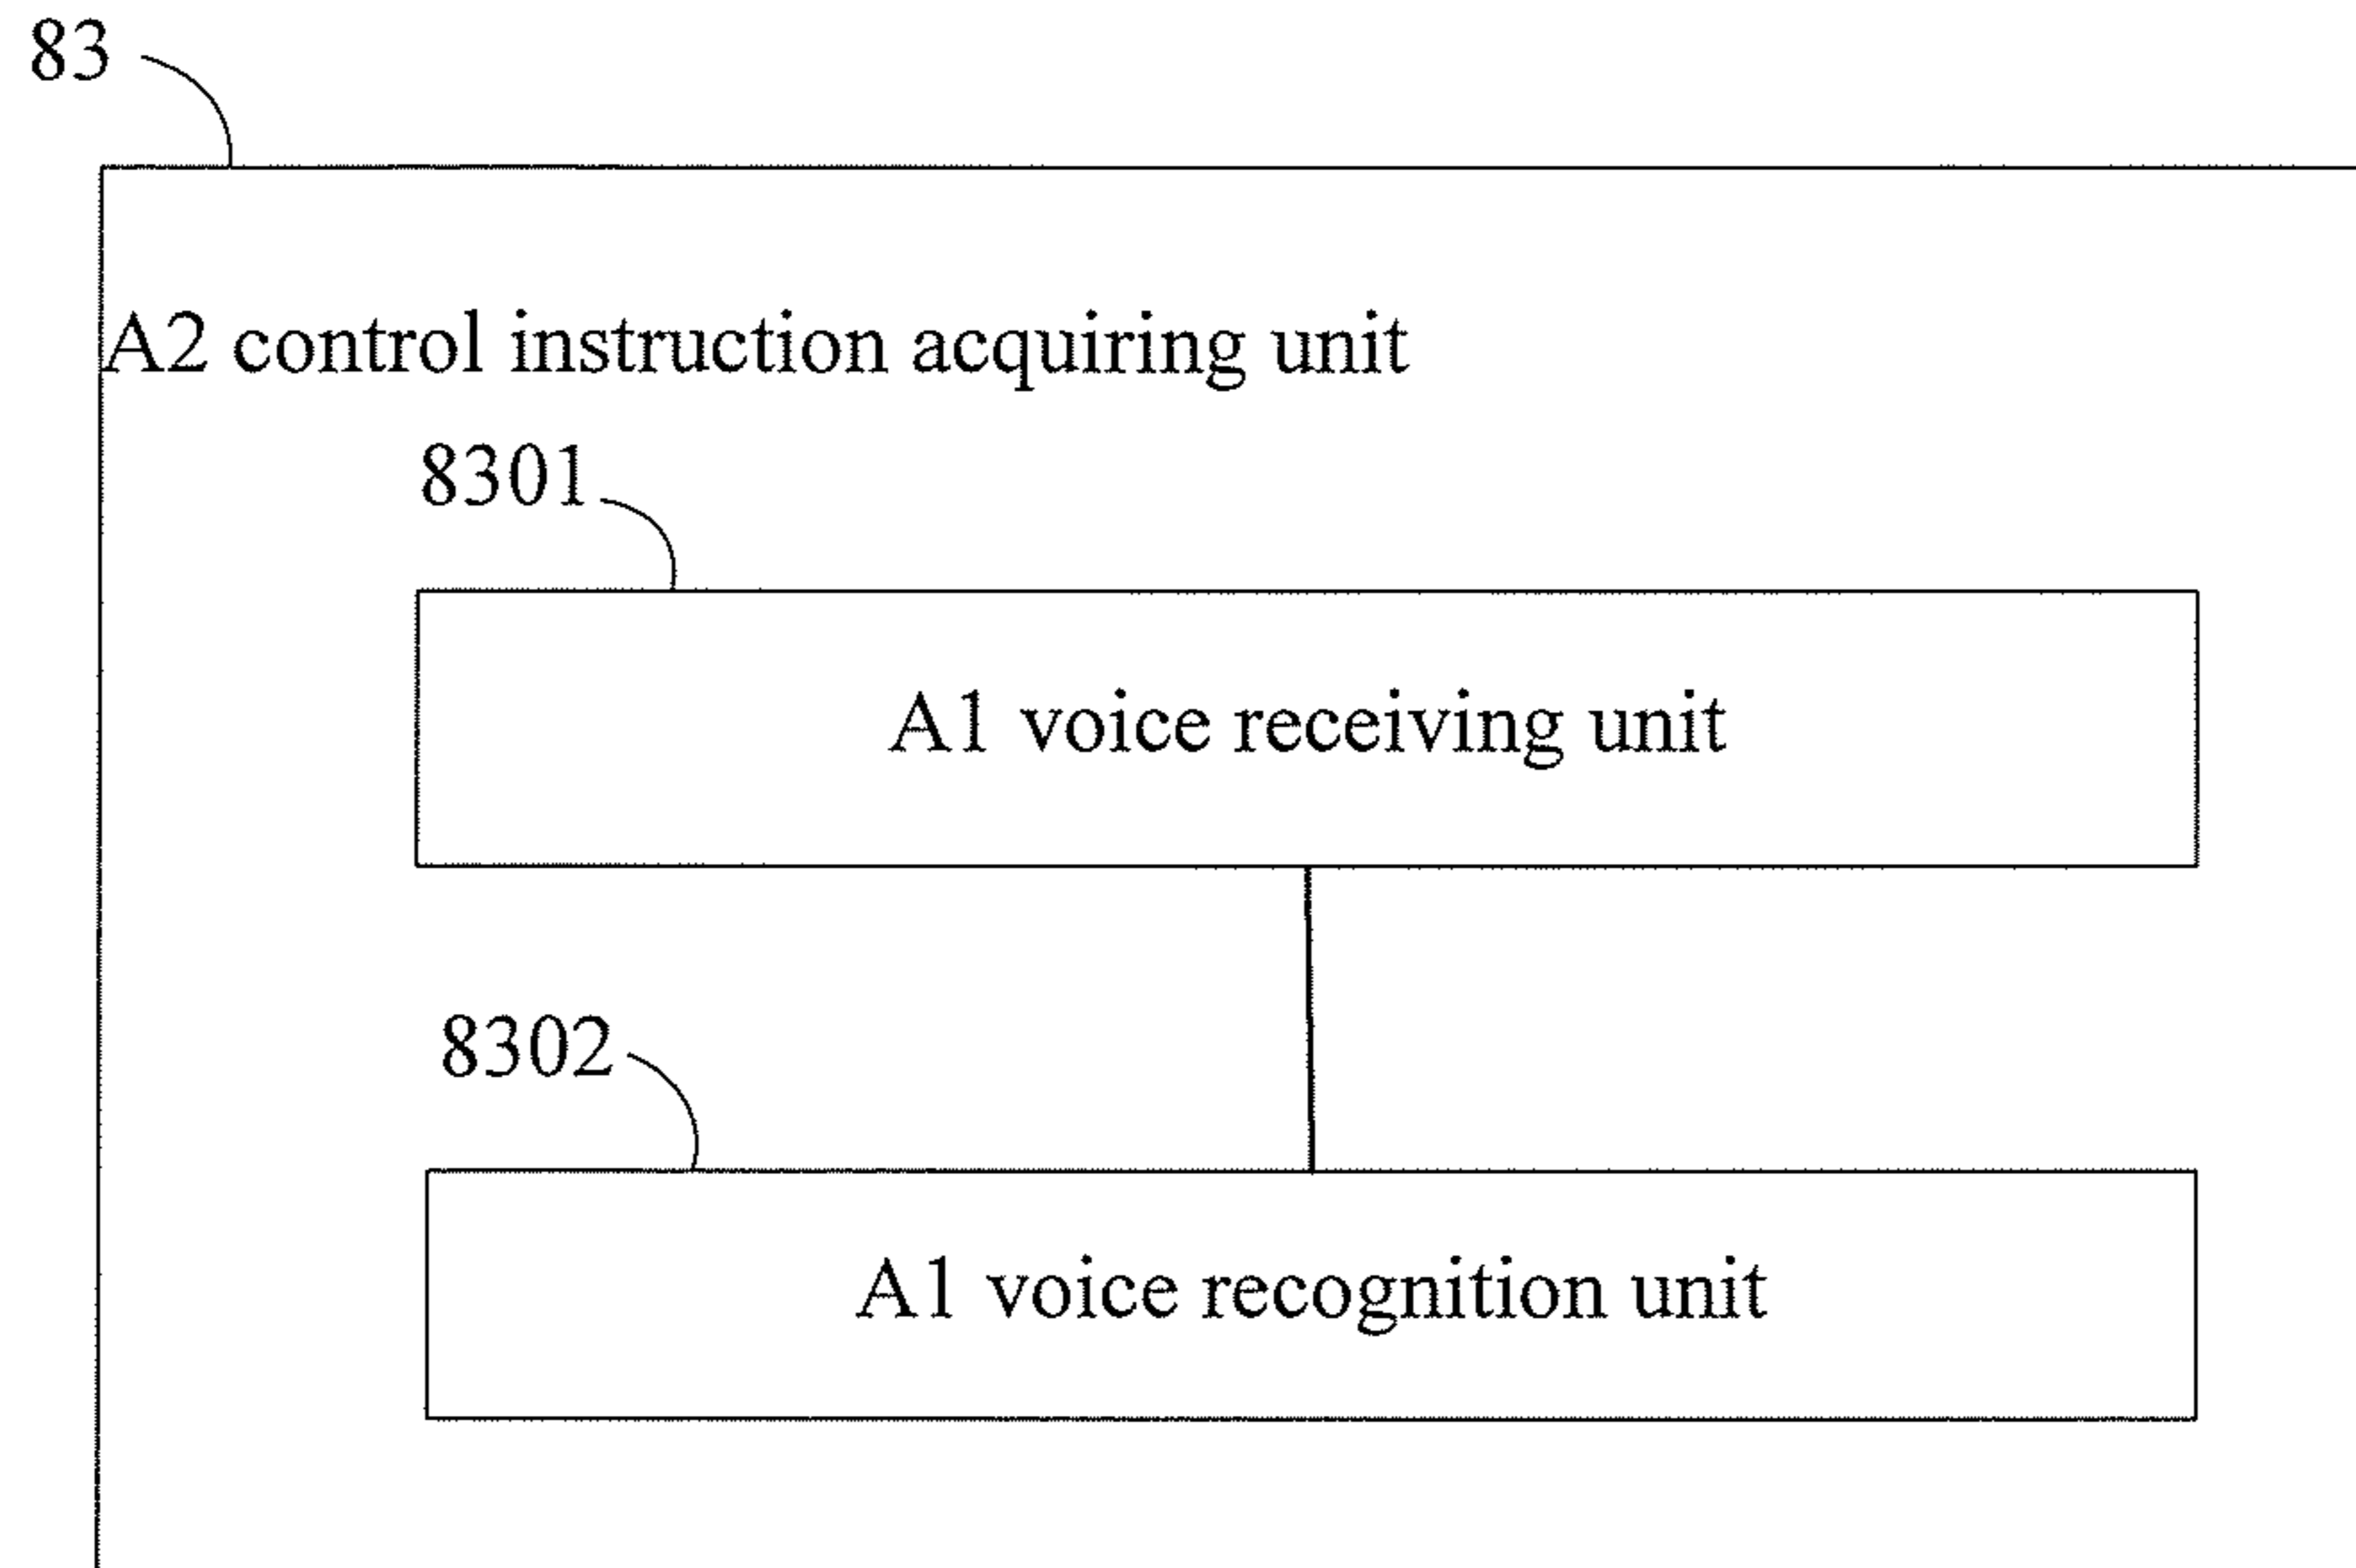 83
A2 control instruction acquiring unit
8301
A1 voice receiving unit
8302
A1 voice recognition unit